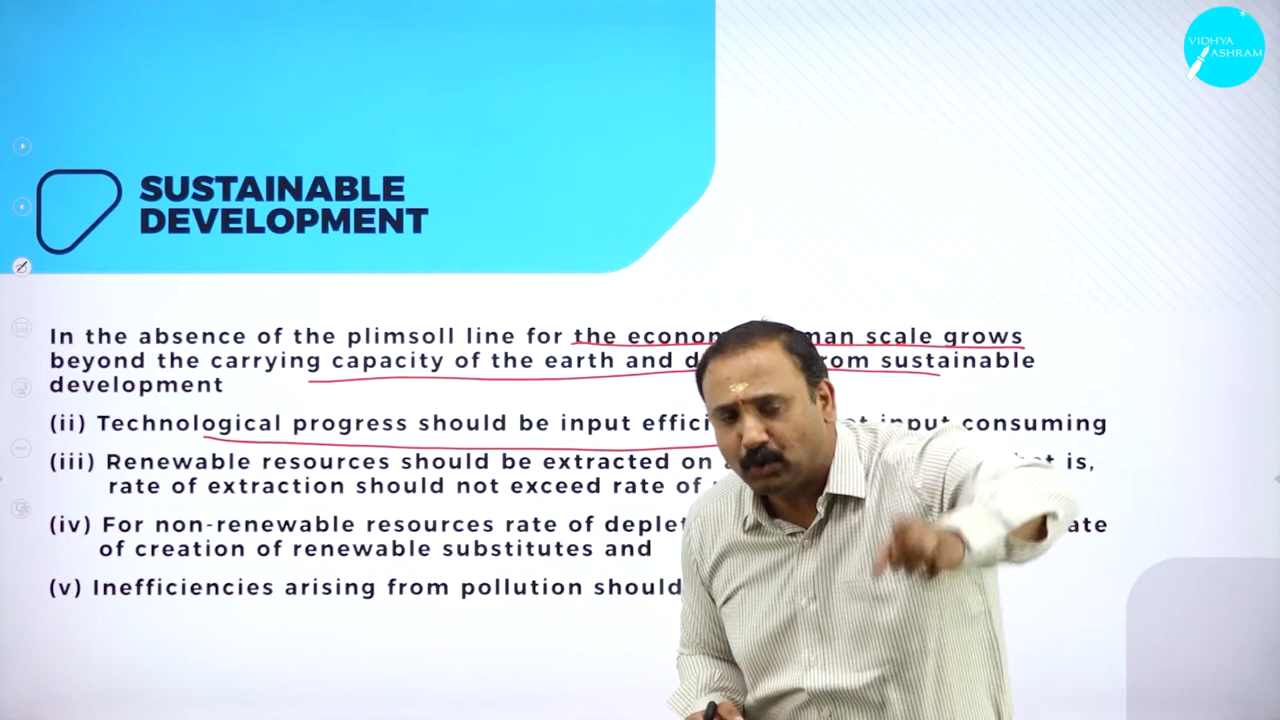 VIDHYA
ASHRAM
SUSTAINABLE
DEVELOPMENT
In the absence of the plimsoll line for the econom man scale grows
beyond the carrying capacity of the earth and d from sustainable
development
(ii) Technological progress should be input effici input consuming
(iii) Renewable resources should be extracted on is,
rate of extraction should not exceed rate of
(iv) For non-renewable resources rate of deplet
of creation of renewable substitutes and
(v) Inefficiencies arising from pollution should